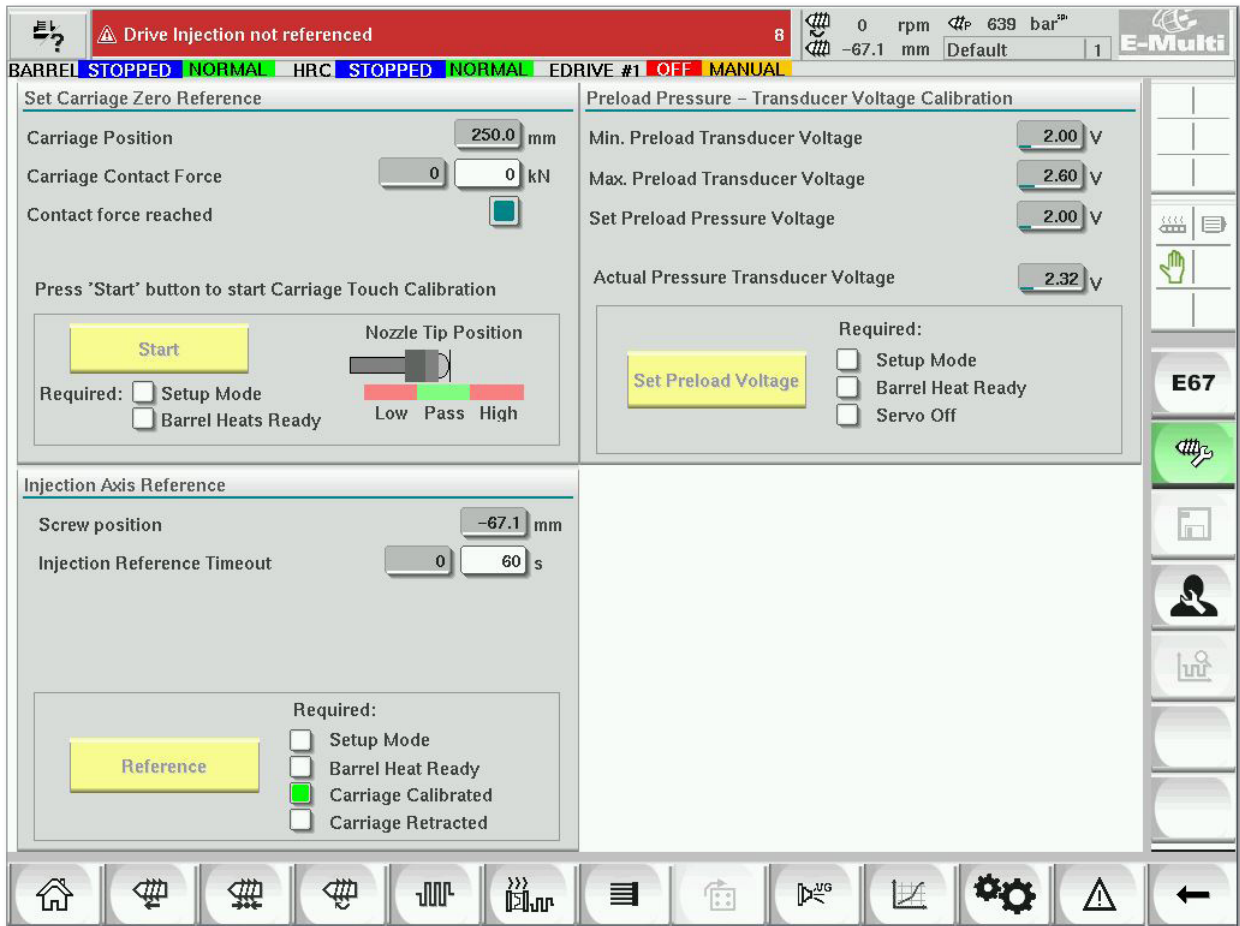 Drive Injection not referenced 8
0 rpm 639 bar
-67.1 mm Default 1
E-Multi
BARREL STOPPED NORMAL HRC STOPPED NORMAL EDRIVE #1 OFF MANUAL
Set Carriage Zero Reference
Carriage Position 250.0 mm
Carriage Contact Force 0 0 kN
Contact force reached
Press 'Start' button to start Carriage Touch Calibration
Start
Nozzle Tip Position
Required: Setup Mode
Barrel Heats Ready
Low Pass High
Preload Pressure – Transducer Voltage Calibration
Min. Preload Transducer Voltage 2.00 V
Max. Preload Transducer Voltage 2.60 V
Set Preload Pressure Voltage 2.00 V
Actual Pressure Transducer Voltage 2.32 V
Set Preload Voltage
Required:
Setup Mode
Barrel Heat Ready
Servo Off
Injection Axis Reference
Screw position -67.1 mm
Injection Reference Timeout 0 60 s
Reference
Required:
Setup Mode
Barrel Heat Ready
Carriage Calibrated
Carriage Retracted
E67
VG